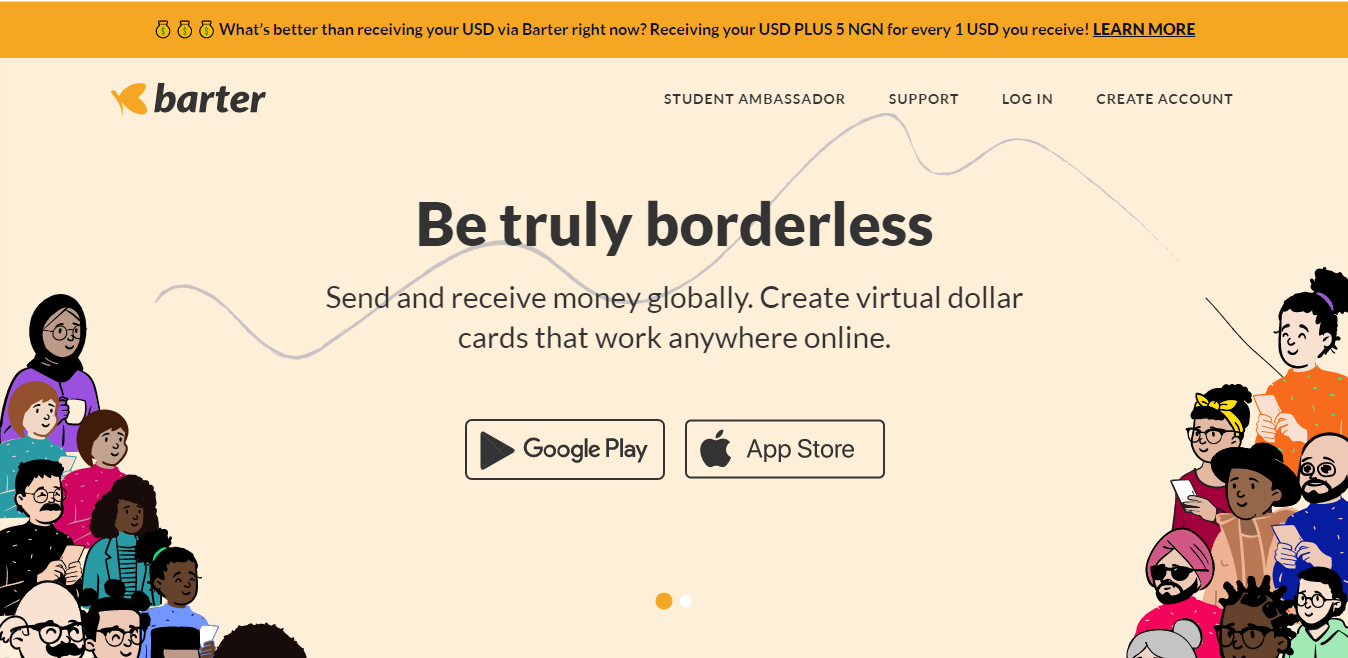 What’s better than receiving your USD via Barter right now? Receiving your USD PLUS 5 NGN for every 1 USD you receive! LEARN MORE
barter
STUDENT AMBASSADOR SUPPORT LOG IN CREATE ACCOUNT
Be truly borderless
Send and receive money globally. Create virtual dollar
cards that work anywhere online.
Google Play App Store